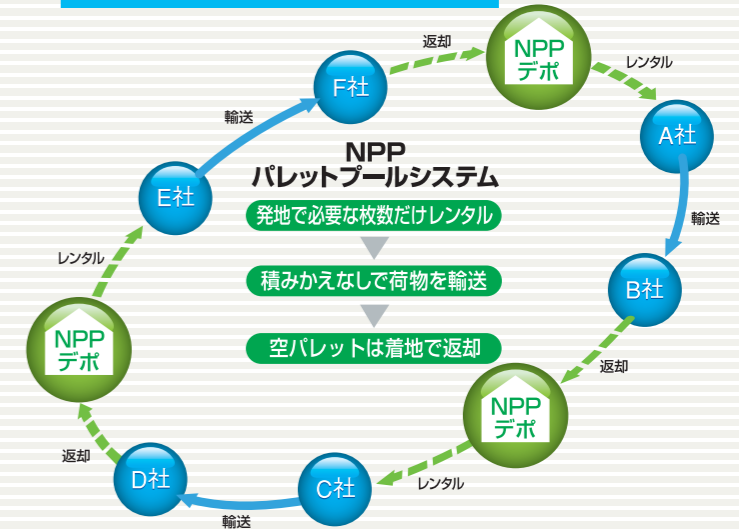 返却
NPP
デポ
レンタル
A社
輸送
B社
返却
NPP
デポ
レンタル
C社
輸送
D社
返却
NPP
デポ
レンタル
E社
輸送
F社
NPP
パレットプールシステム
発地で必要な枚数だけレンタル
積みかえなしで荷物を輸送
空パレットは着地で返却